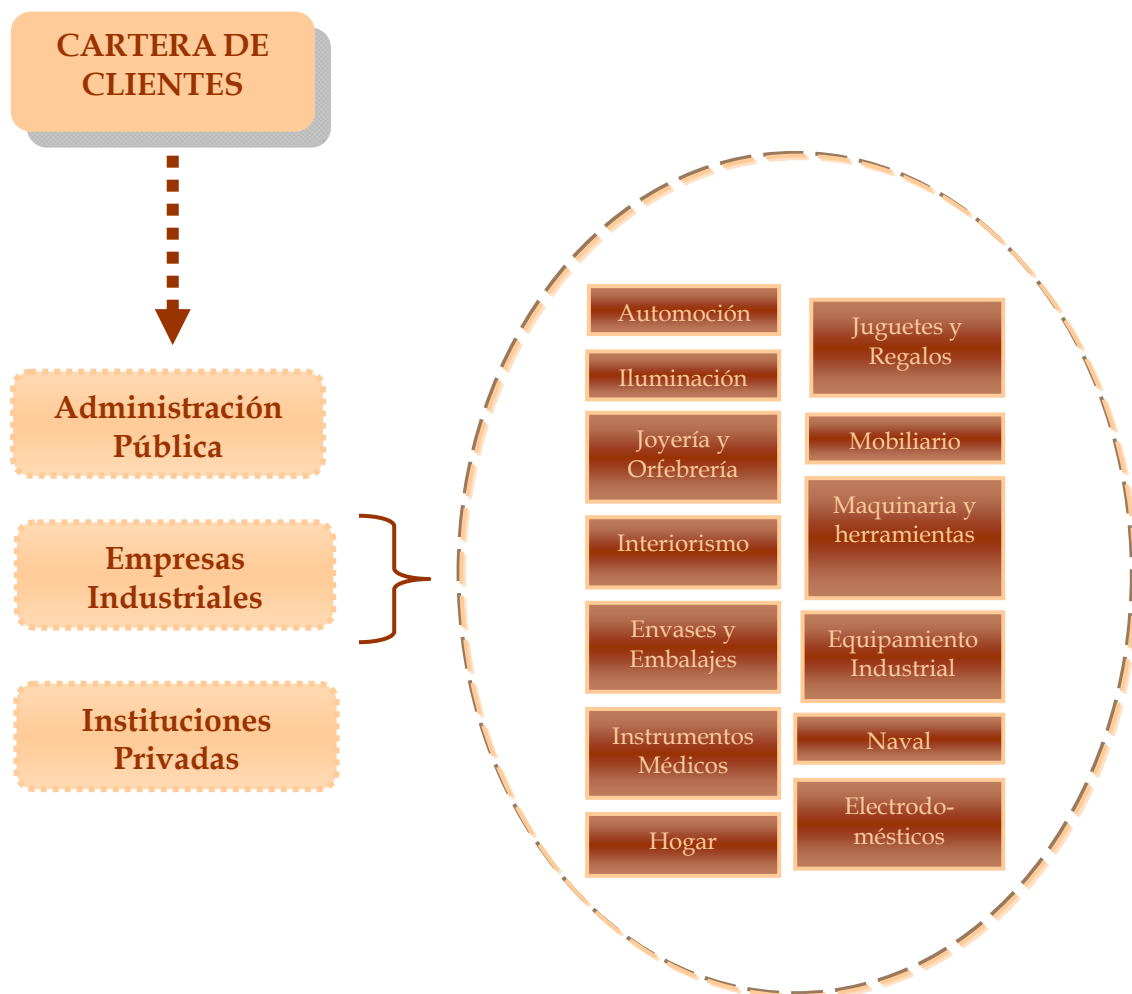 CARTERA DE
CLIENTES
Administración
Pública
Empresas
Industriales
Instituciones
Privadas
Automoción
Iluminación
Joyería y
Orfebrería
Interiorismo
Envases y
Embalajes
Instrumentos
Médicos
Hogar
Juguetes y
Regalos
Mobiliario
Maquinaria y
herramientas
Equipamiento
Industrial
Naval
Electrodo-
mésticos